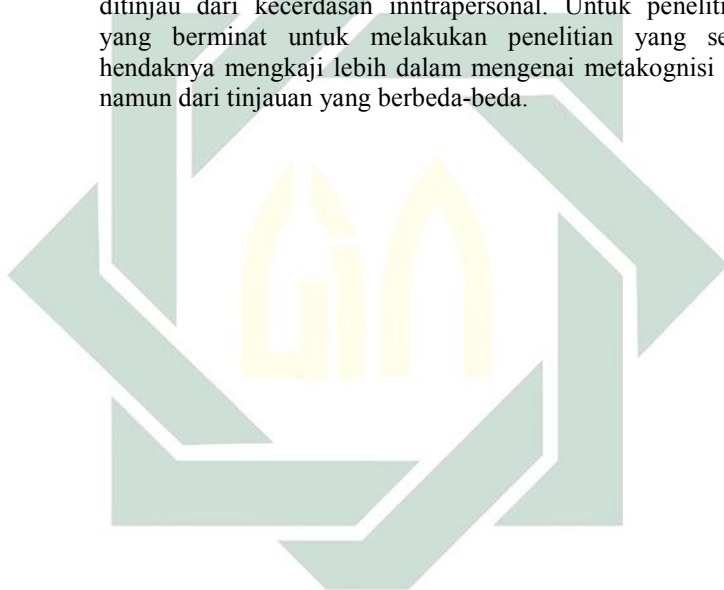 ditinjau dari kecerdasan inntrapersonal. Untuk peneliti
yang berminat untuk melakukan penelitian yang se
hendaknya mengkaji lebih dalam mengenai metakognisi
namun dari tinjauan yang berbeda-beda.